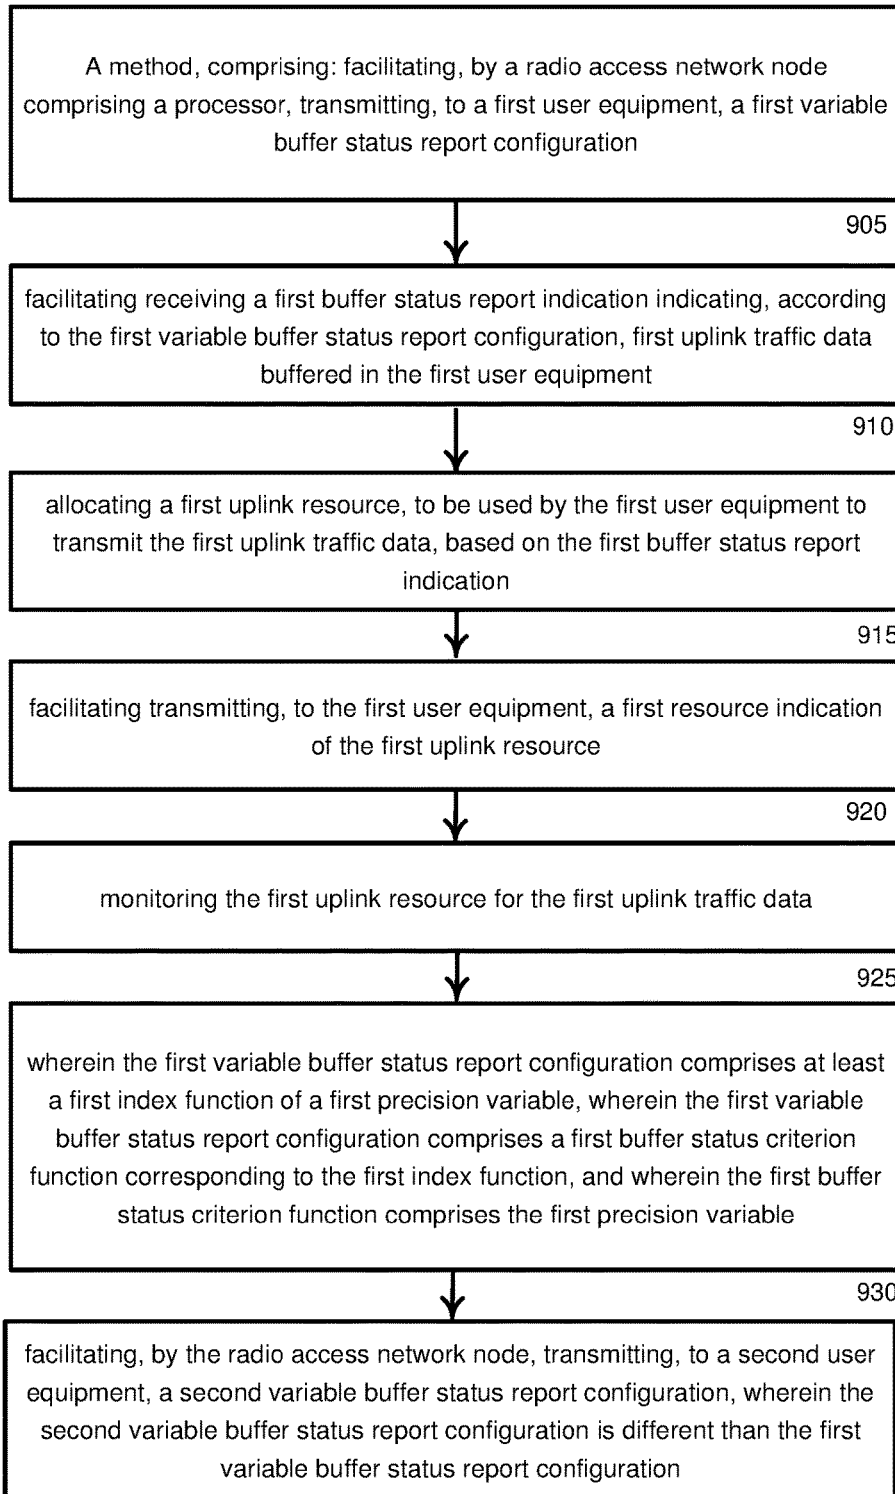 A method, comprising: facilitating, by a radio access network node
comprising a processor, transmitting, to a first user equipment, a first variable
buffer status report configuration
905
facilitating receiving a first buffer status report indication indicating, according
to the first variable buffer status report configuration, first uplink traffic data
buffered in the first user equipment
910
allocating a first uplink resource, to be used by the first user equipment to
transmit the first uplink traffic data, based on the first buffer status report
indication
915
facilitating transmitting, to the first user equipment, a first resource indication
of the first uplink resource
920
monitoring the first uplink resource for the first uplink traffic data
925
wherein the first variable buffer status report configuration comprises at least
a first index function of a first precision variable, wherein the first variable
buffer status report configuration comprises a first buffer status criterion
function corresponding to the first index function, and wherein the first buffer
status criterion function comprises the first precision variable
930
facilitating, by the radio access network node, transmitting, to a second user
equipment, a second variable buffer status report configuration, wherein the
second variable buffer status report configuration is different than the first
variable buffer status report configuration